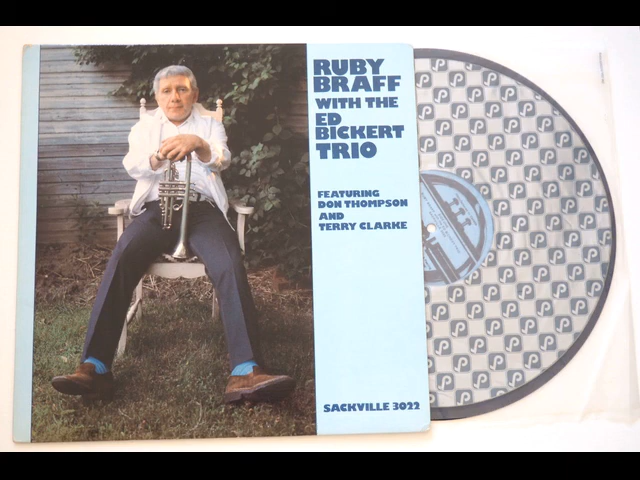 RUBY
BRAFF
WITH THE
ED
BICKERT
TRIO
FEATURING
DON THOMPSON
AND
TERRY CLARKE
SACKVILLE 3022